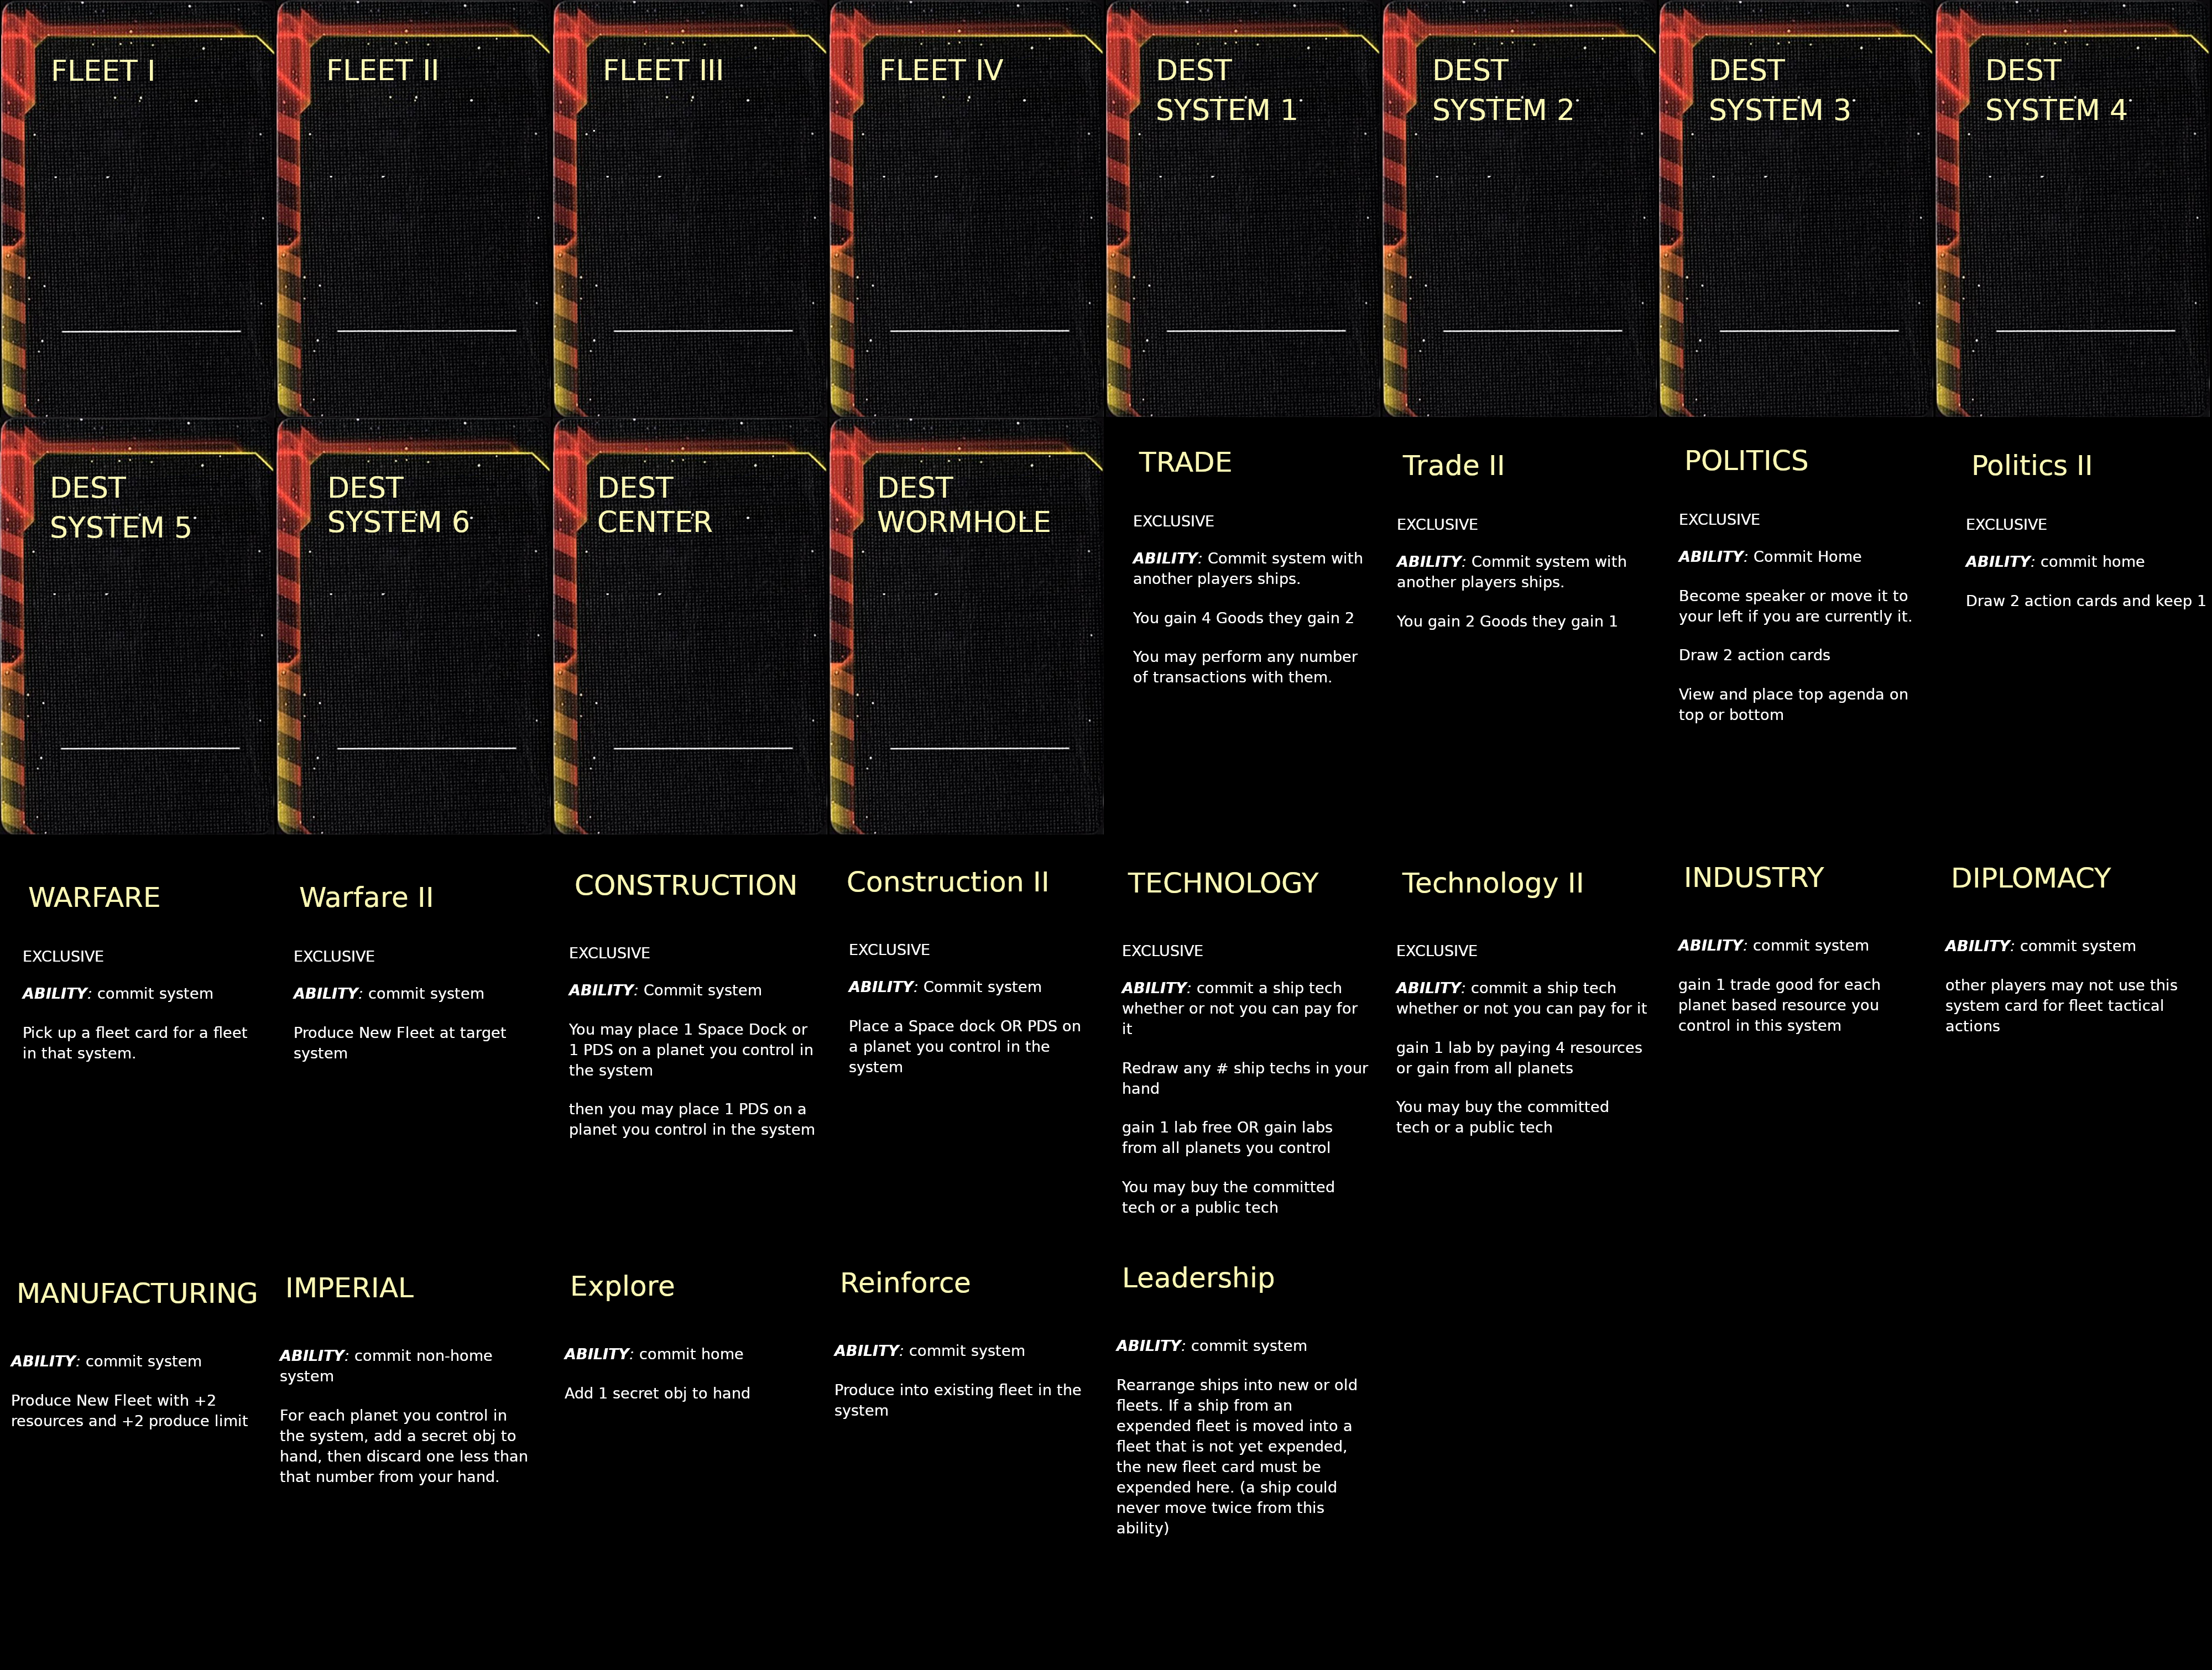 FLEET I
FLEET II
FLEET III
FLEET IV
DEST
SYSTEM 1
DEST
SYSTEM 2
DEST
SYSTEM 3
DEST
SYSTEM 4
DEST
SYSTEM 5
DEST
SYSTEM 6
DEST
CENTER
DEST
WORMHOLE
TRADE
EXCLUSIVE
ABILITY: Commit system with
another players ships.
You gain 4 Goods they gain 2
You may perform any number
of transactions with them.
Trade II
EXCLUSIVE
ABILITY: Commit system with
another players ships.
You gain 2 Goods they gain 1
POLITICS
EXCLUSIVE
ABILITY: Commit Home
Become speaker or move it to
your left if you are currently it.
Draw 2 action cards
View and place top agenda on
top or bottom
Politics II
EXCLUSIVE
ABILITY: commit home
Draw 2 action cards and keep 1
WARFARE
EXCLUSIVE
ABILITY: commit system
Pick up a fleet card for a fleet
in that system.
Warfare II
EXCLUSIVE
ABILITY: commit system
Produce New Fleet at target
system
CONSTRUCTION
EXCLUSIVE
ABILITY: Commit system
You may place 1 Space Dock or
1 PDS on a planet you control in
the system
then you may place 1 PDS on a
planet you control in the system
Construction II
EXCLUSIVE
ABILITY: Commit system
Place a Space dock OR PDS on
a planet you control in the
system
TECHNOLOGY
EXCLUSIVE
ABILITY: commit a ship tech
whether or not you can pay for
it
Redraw any # ship techs in your
hand
gain 1 lab free OR gain labs
from all planets you control
You may buy the committed
tech or a public tech
Technology II
EXCLUSIVE
ABILITY: commit a ship tech
whether or not you can pay for it
gain 1 lab by paying 4 resources
or gain from all planets
You may buy the committed
tech or a public tech
INDUSTRY
ABILITY: commit system
gain 1 trade good for each
planet based resource you
control in this system
DIPLOMACY
ABILITY: commit system
other players may not use this
system card for fleet tactical
actions
MANUFACTURING
ABILITY: commit system
Produce New Fleet with +2
resources and +2 produce limit
IMPERIAL
ABILITY: commit non-home
system
For each planet you control in
the system, add a secret obj to
hand, then discard one less than
that number from your hand.
Explore
ABILITY: commit home
Add 1 secret obj to hand
Reinforce
ABILITY: commit system
Produce into existing fleet in the
system
Leadership
ABILITY: commit system
Rearrange ships into new or old
fleets. If a ship from an
expended fleet is moved into a
fleet that is not yet expended,
the new fleet card must be
expended here. (a ship could
never move twice from this
ability)